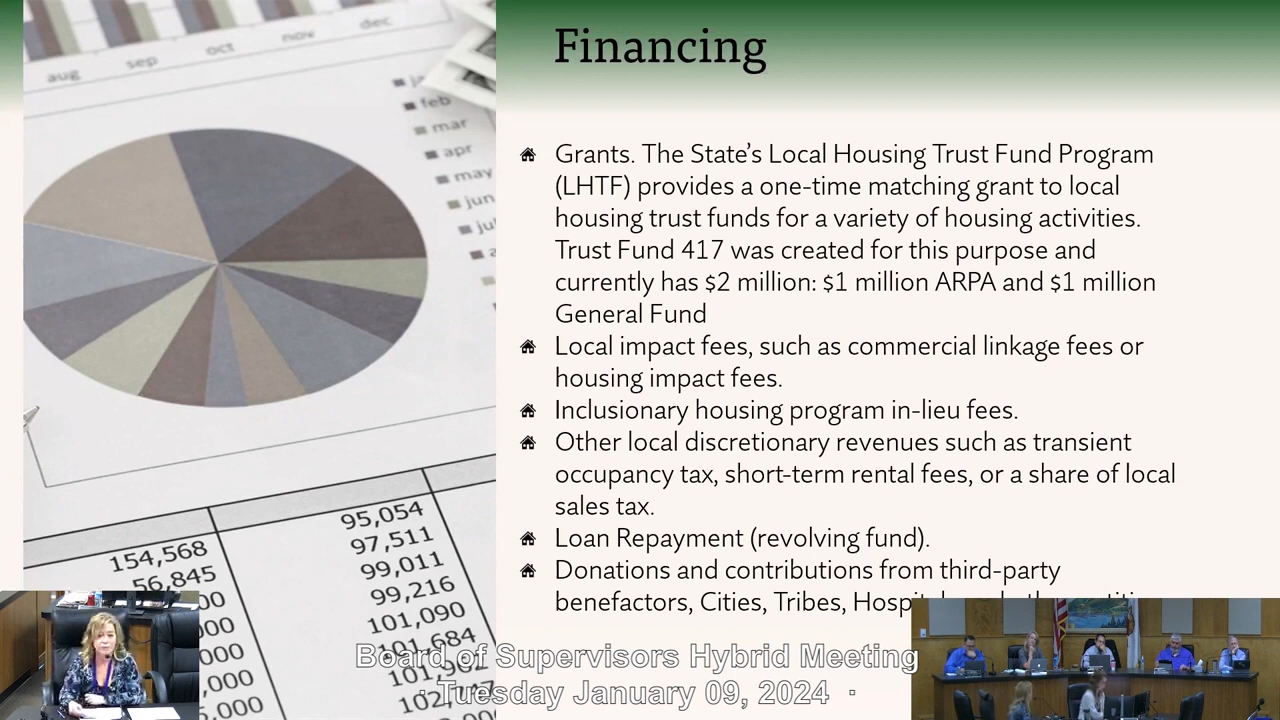 Financing
Grants. The State's Local Housing Trust Fund Program
(LHTF) provides a one-time matching grant to local
housing trust funds for a variety of housing activities.
Trust Fund 417 was created for this purpose and
currently has $2 million: $1 million ARPA and $1 million
General Fund
Local impact fees, such as commercial linkage fees or
housing impact fees.
Inclusionary housing program in-lieu fees.
Other local discretionary revenues such as transient
occupancy tax, short-term rental fees, or a share of local
sales tax.
Loan Repayment (revolving fund).
Donations and contributions from third-party
benefactors, Cities, Tribes,
aug sep oct nov dec
feb
mar
apr
may
jun
95,054
154,568 97,511
56,845 99,011
99,216
101,090
101,684
Board of Supervisors Hybrid Meeting
· Tuesday January 09, 2024 ·